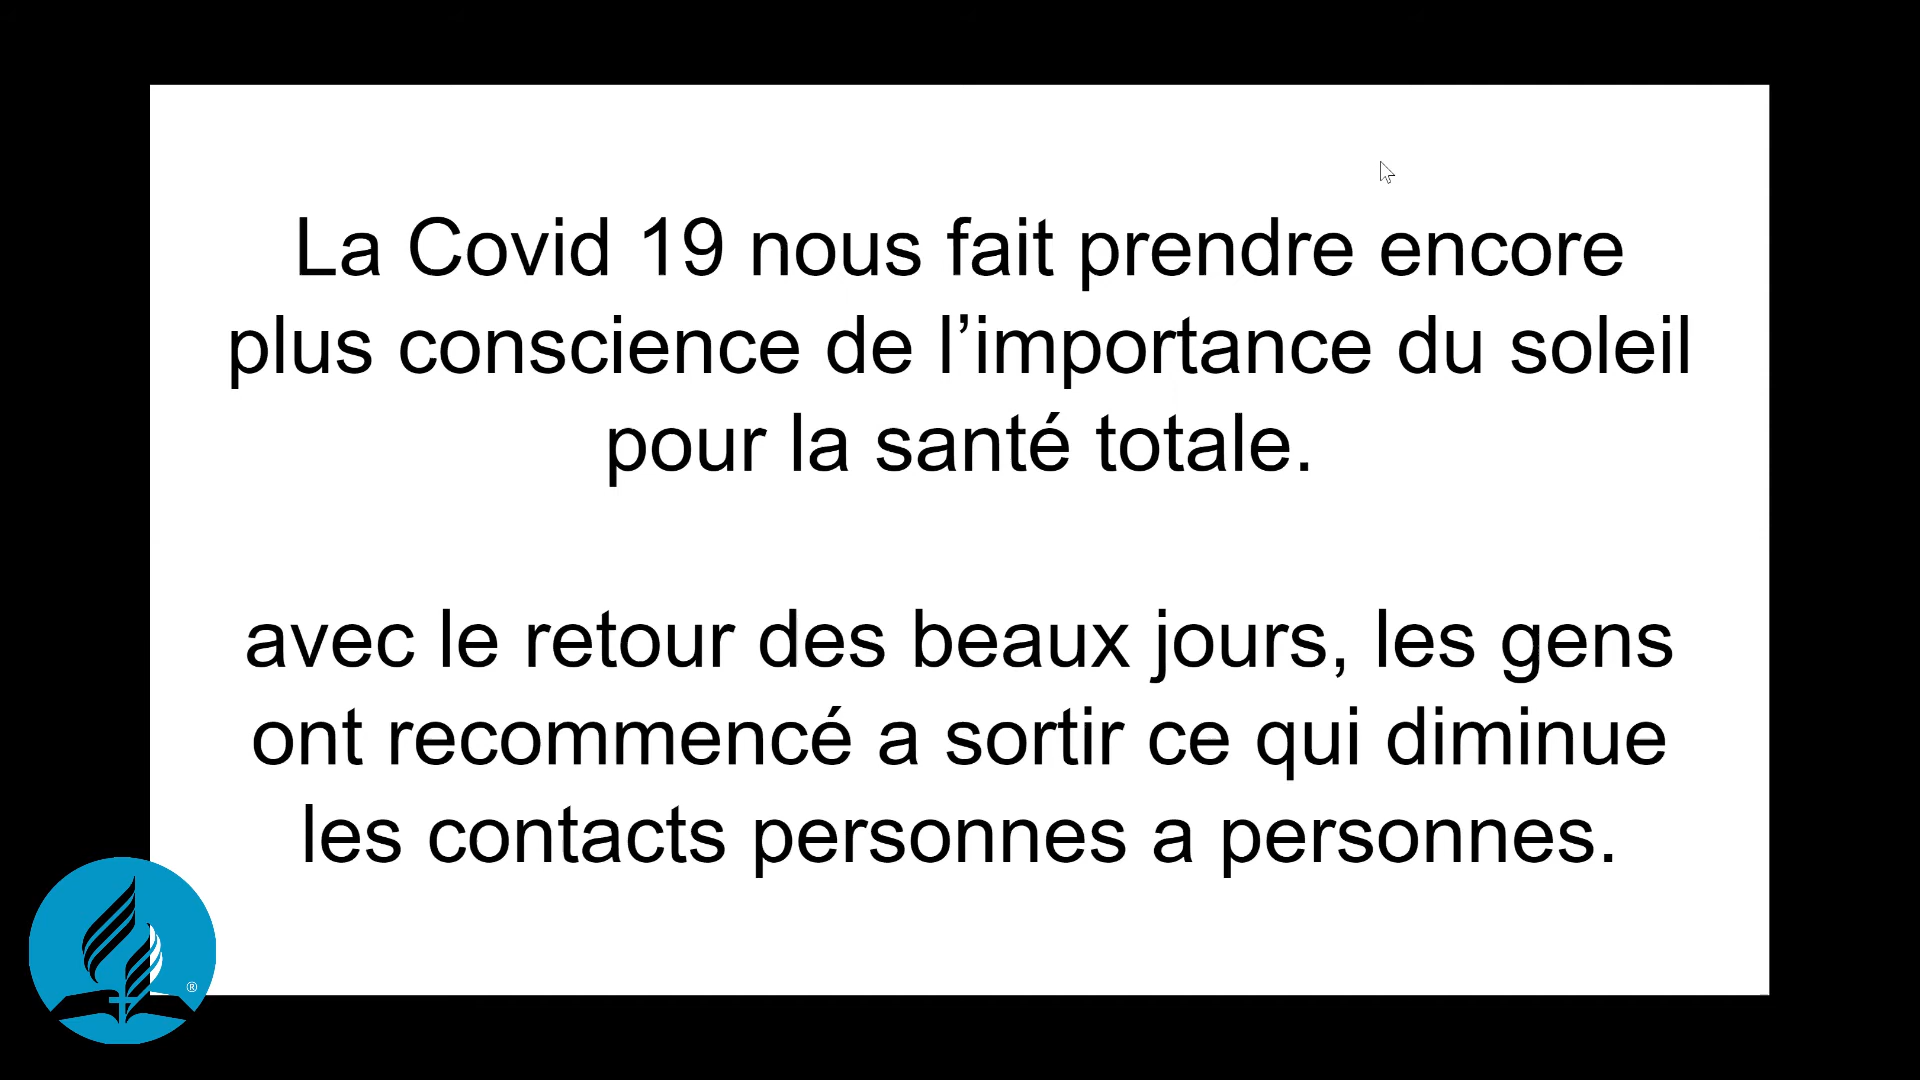 La Covid 19 nous fait prendre encore
plus conscience de l’importance du soleil
pour la santé totale.
avec le retour des beaux jours, les gens
ont recommencé a sortir ce qui diminue
les contacts personnes a personnes.
®